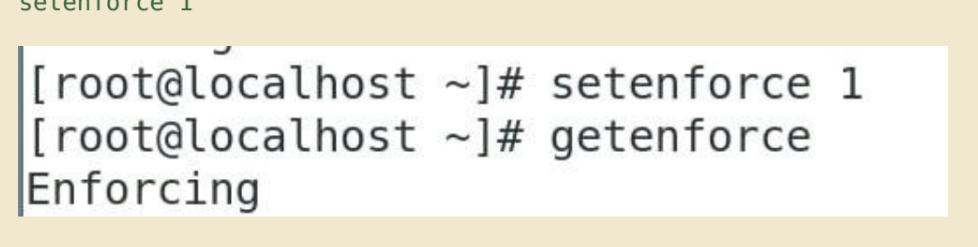 setenforce 1
[root@localhost ~]# setenforce 1
[root@localhost ~]# getenforce
Enforcing